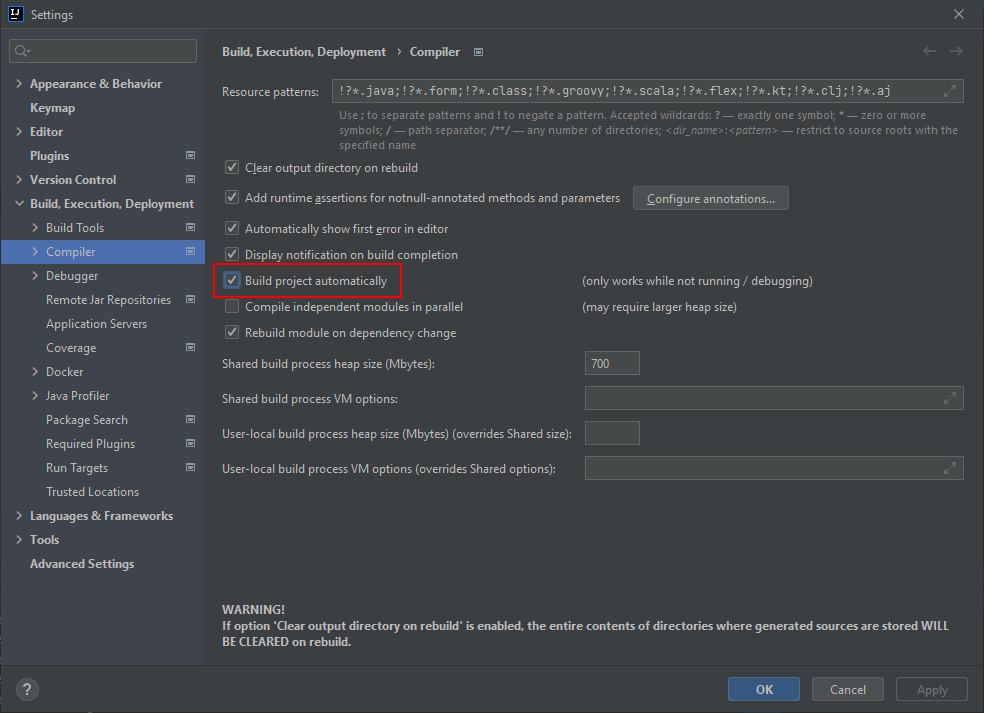 IJ
Settings
Appearance & Behavior
Keymap
Editor
Plugins
Version Control
Build, Execution, Deployment
Build Tools
Compiler
Debugger
Remote Jar Repositories
Application Servers
Coverage
Docker
Java Profiler
Package Search
Required Plugins
Run Targets
Trusted Locations
Languages & Frameworks
Tools
Advanced Settings
Build, Execution, Deployment › Compiler
Resource patterns: !?*.java;!?*.form;!?*.class;!?*.groovy;!?*.scala;!?*.flex;!?*.kt;!?*.clj;!?*.aj
Use ; to separate patterns and ! to negate a pattern. Accepted wildcards: ? — exactly one symbol; * — zero or more
symbols; / — path separator; /**/ — any number of directories; <dir_name>:<pattern> — restrict to source roots with the
specified name
Clear output directory on rebuild
Add runtime assertions for notnull-annotated methods and parameters Configure annotations...
Automatically show first error in editor
Display notification on build completion
Build project automatically (only works while not running / debugging)
Compile independent modules in parallel (may require larger heap size)
Rebuild module on dependency change
Shared build process heap size (Mbytes): 700
Shared build process VM options:
User-local build process heap size (Mbytes) (overrides Shared size):
User-local build process VM options (overrides Shared options):
WARNING!
If option 'Clear output directory on rebuild' is enabled, the entire contents of directories where generated sources are stored WILL
BE CLEARED on rebuild.
?
OK Cancel Apply